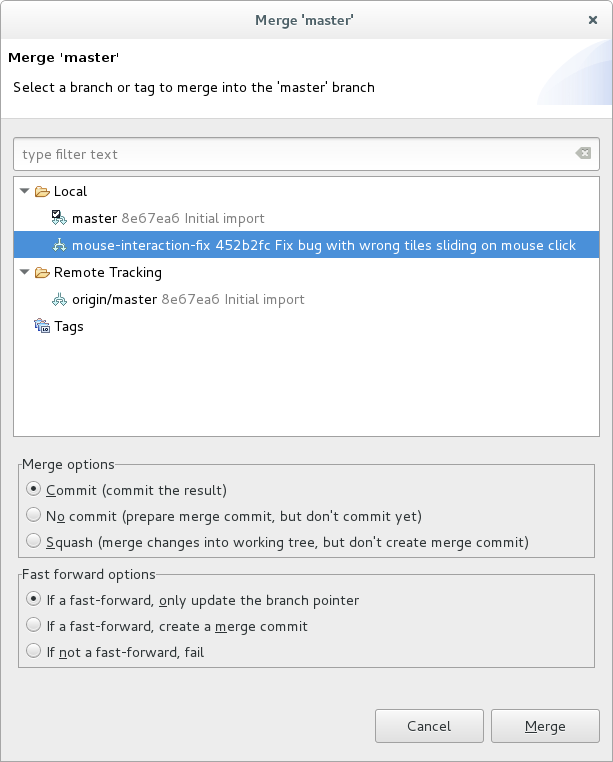 Merge 'master'
Merge 'master'
Select a branch or tag to merge into the 'master' branch
type filter text
Local
master 8e67ea6 Initial import
mouse-interaction-fix 452b2fc Fix bug with wrong tiles sliding on mouse click
Remote Tracking
origin/master 8e67ea6 Initial import
Tags
Merge options
Commit (commit the result)
No commit (prepare merge commit, but don't commit yet)
Squash (merge changes into working tree, but don't create merge commit)
Fast forward options
If a fast-forward, only update the branch pointer
If a fast-forward, create a merge commit
If not a fast-forward, fail
Cancel Merge